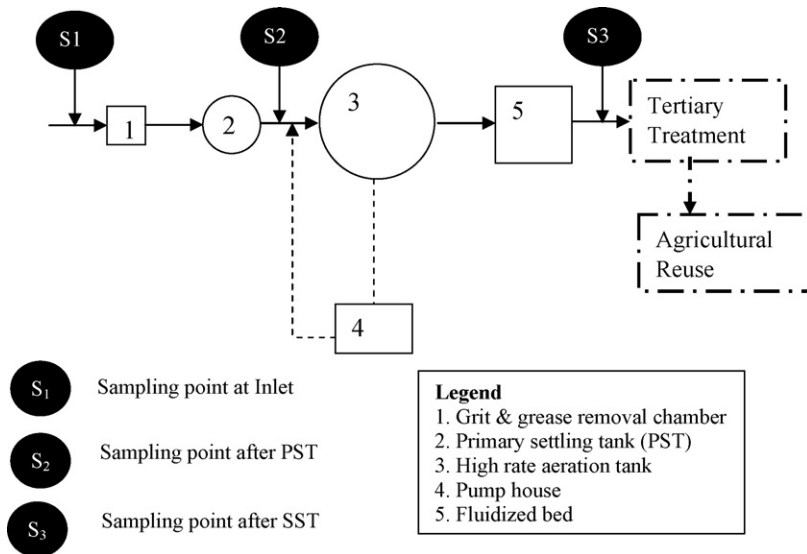 S1
S2
S3
1
2
3
5
Tertiary
Treatment
Agricultural
Reuse
4
S₁ Sampling point at Inlet
S₂ Sampling point after PST
S₃ Sampling point after SST
Legend
1. Grit & grease removal chamber
2. Primary settling tank (PST)
3. High rate aeration tank
4. Pump house
5. Fluidized bed